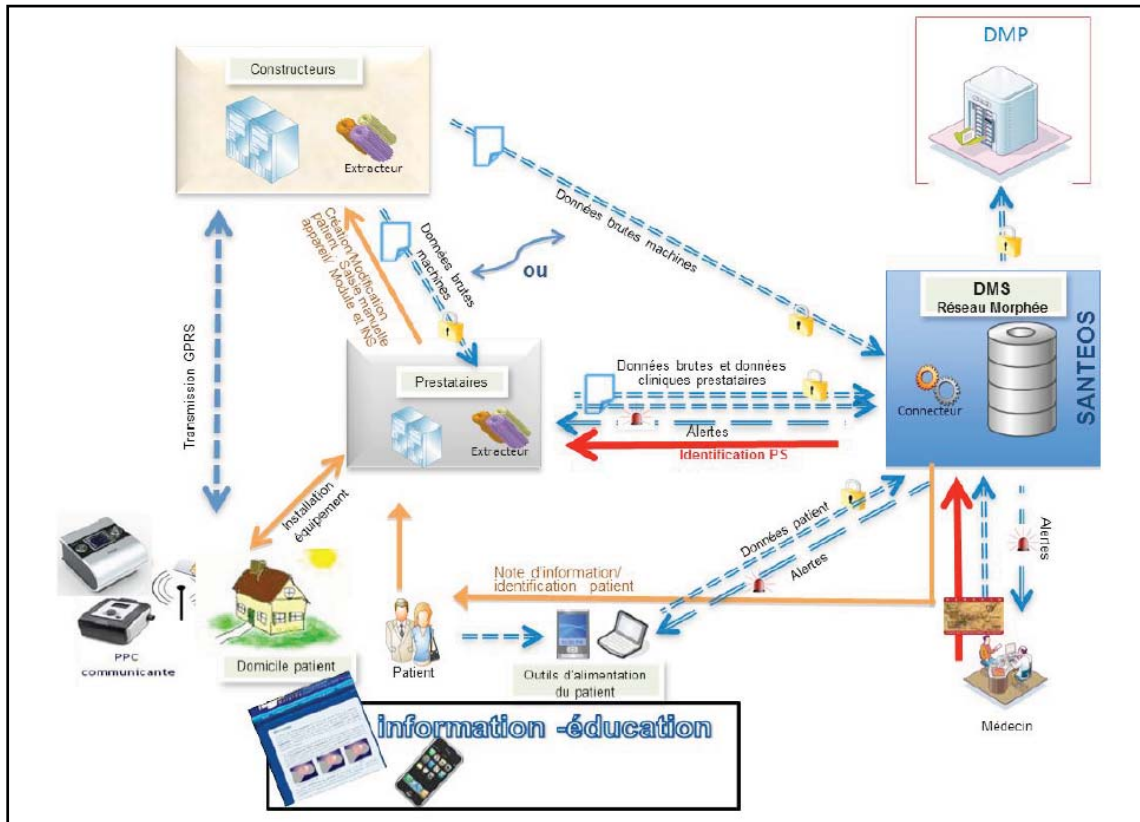 DMP
Constructeurs
Extracteur
Création/Modification
patient : Saisie manuelle
appareil/ Module et INS
Données brutes
machines
ou
Données brutes machines
Transmission GPRS
DMS
Réseau Morphée
Connecteur
SANTEOS
Prestataires
Extracteur
Données brutes et données
cliniques prestataires
Alertes
Identification PS
Installation
équipement
Données patient
Alertes
Alertes
Note d'information/
identification patient
PPC
communicante
Domicile patient
Patient
Outils d'alimentation
du patient
Médecin
information -éducation